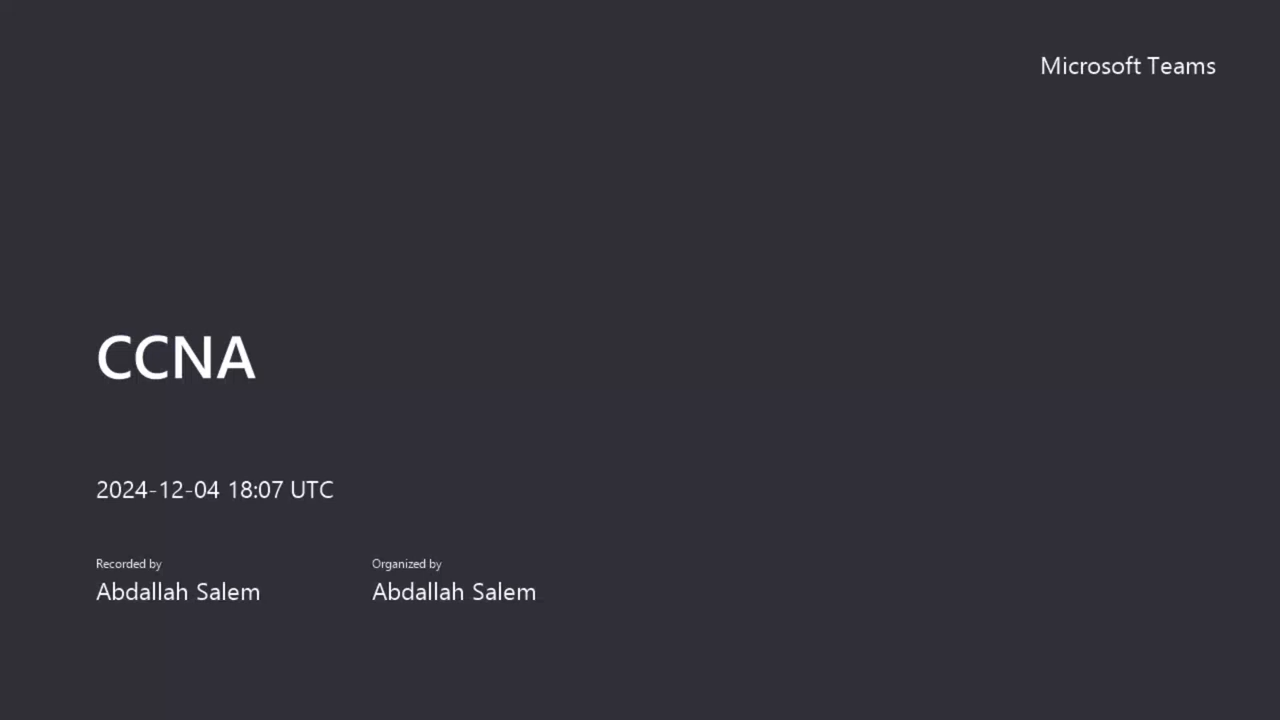 Microsoft Teams
CCNA
2024-12-04 18:07 UTC
Recorded by
Abdallah Salem
Organized by
Abdallah Salem